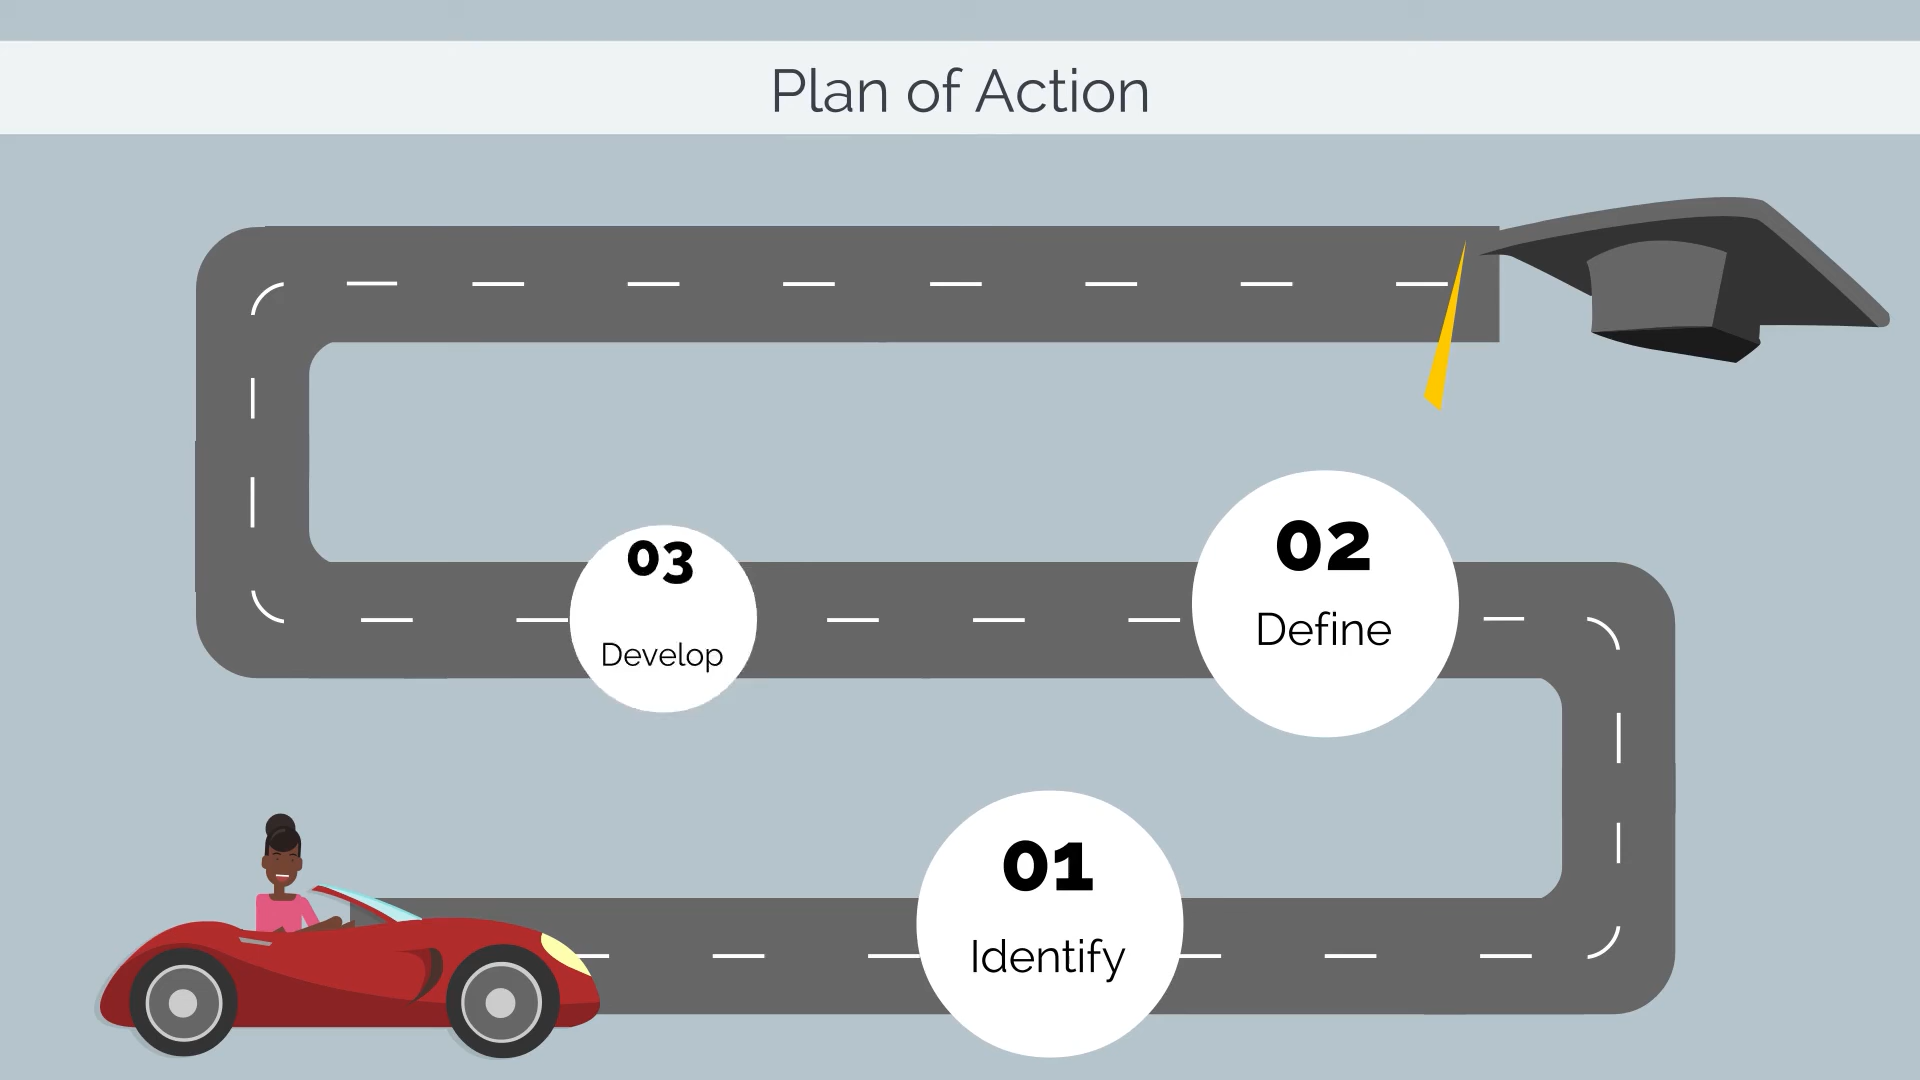 Plan of Action
03
Develop
02
Define
01
Identify